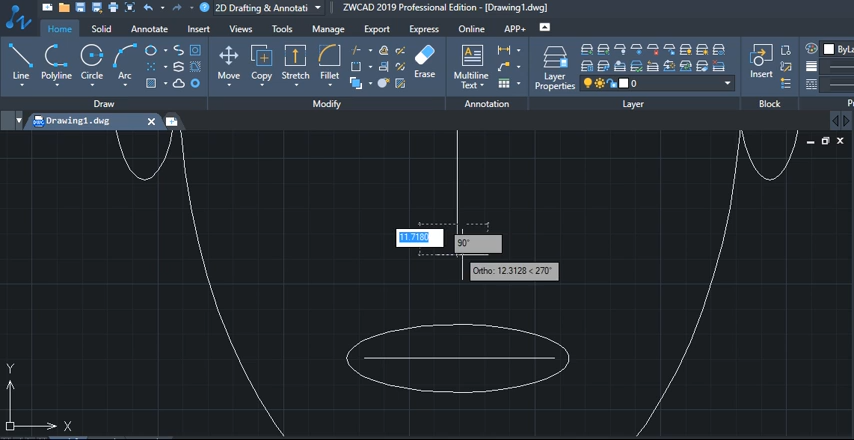 2D Drafting & Annotati
ZWCAD 2019 Professional Edition - [Drawing1.dwg]
Home Solid Annotate Insert Views Tools Manage Export Express Online APP+
Line Polyline Circle Arc Move Copy Stretch Fillet Erase Multiline Text Layer Properties 0 Insert ByLa
Draw Modify Annotation Layer Block
Drawing1.dwg
11.7180
90°
Ortho: 12.3128 < 270°
Y
X